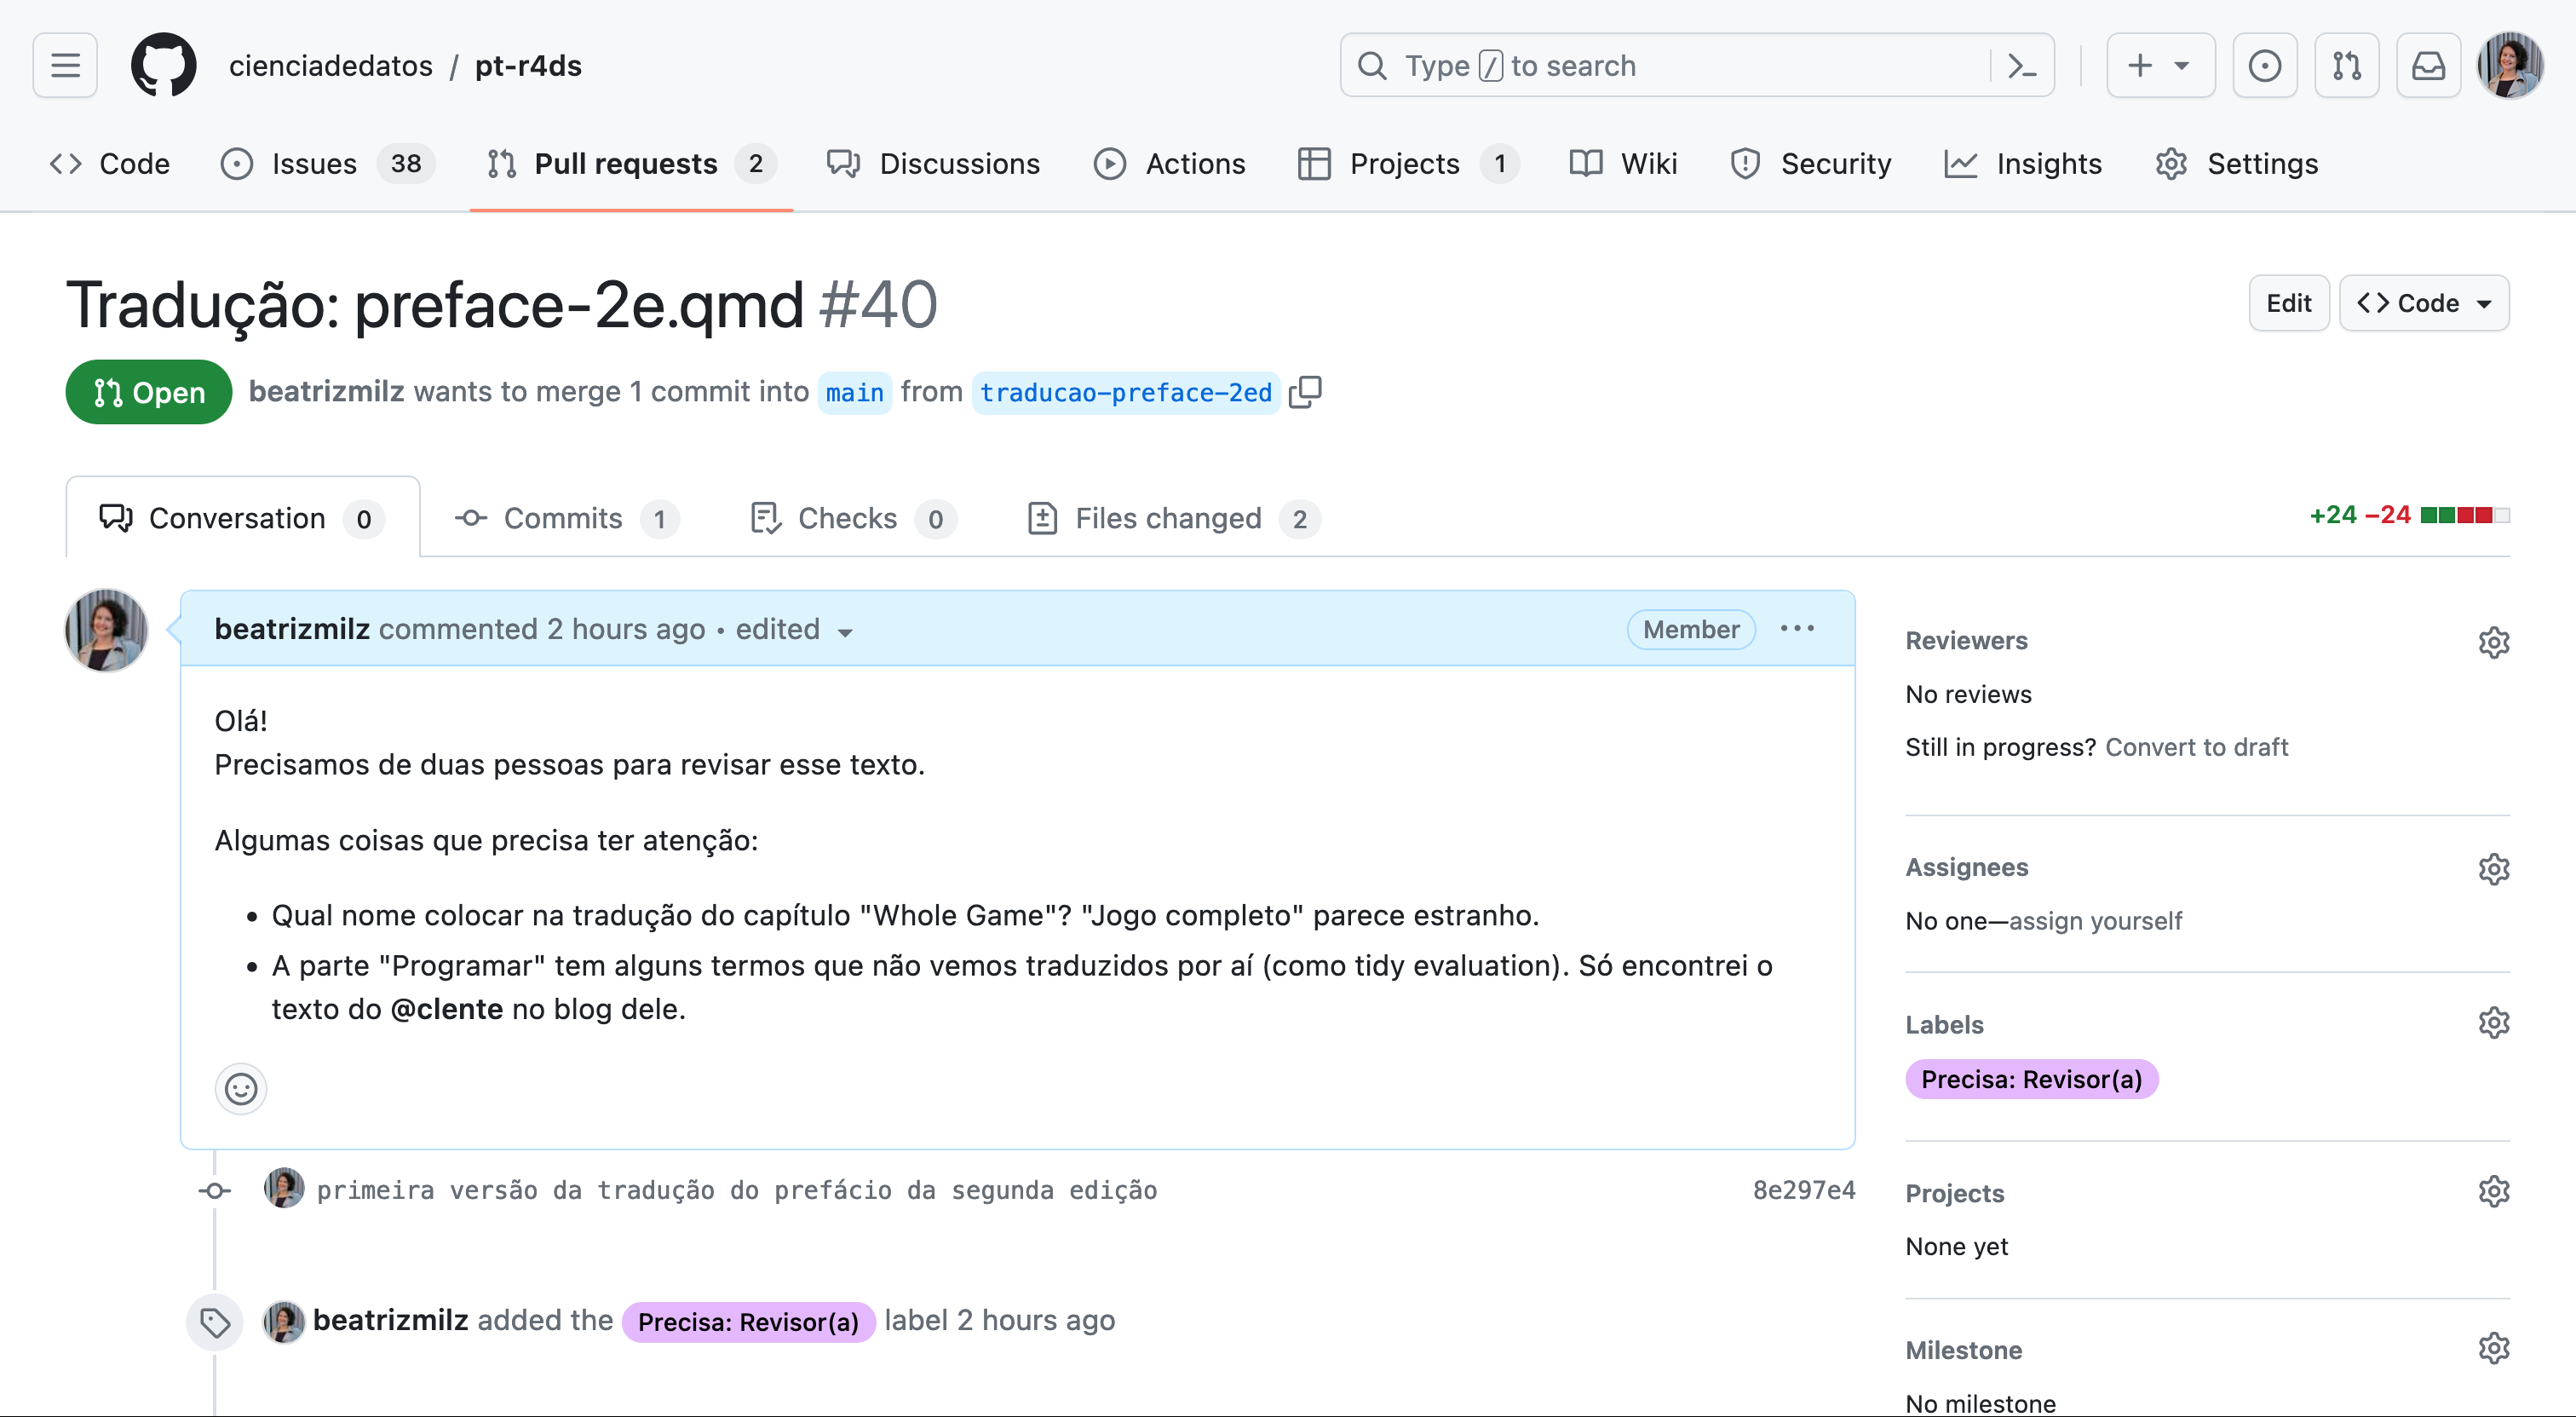 cienciadedatos / pt-r4ds
Type / to search
Code
Issues 38
Pull requests 2
Discussions
Actions
Projects 1
Wiki
Security
Insights
Settings
Tradução: preface-2e.qmd #40
Edit
Code
Open
beatrizmilz wants to merge 1 commit into main from traducao-preface-2ed
Conversation 0
Commits 1
Checks 0
Files changed 2
+24 −24
beatrizmilz commented 2 hours ago • edited
Member
Olá!
Precisamos de duas pessoas para revisar esse texto.
Algumas coisas que precisa ter atenção:
• Qual nome colocar na tradução do capítulo "Whole Game"? "Jogo completo" parece estranho.
• A parte "Programar" tem alguns termos que não vemos traduzidos por aí (como tidy evaluation). Só encontrei o
texto do @clente no blog dele.
primeira versão da tradução do prefácio da segunda edição
8e297e4
beatrizmilz added the Precisa: Revisor(a) label 2 hours ago
Reviewers
No reviews
Still in progress? Convert to draft
Assignees
No one—assign yourself
Labels
Precisa: Revisor(a)
Projects
None yet
Milestone
No milestone